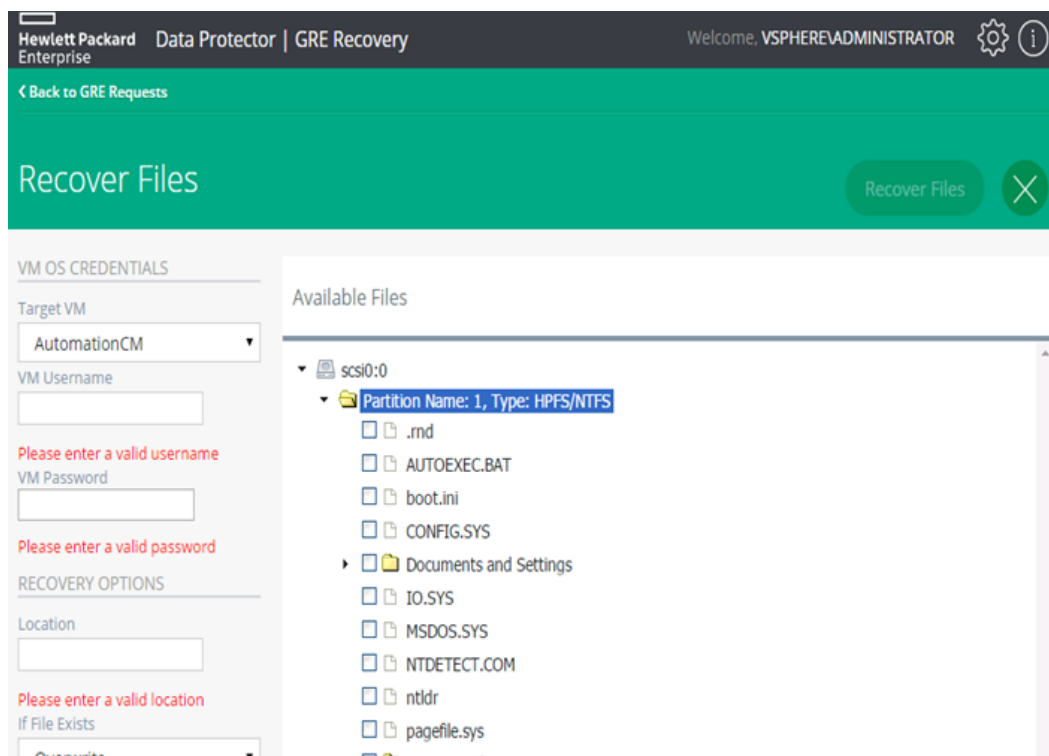 Hewlett Packard
Enterprise
Data Protector | GRE Recovery
Welcome, VSPHERE\ADMINISTRATOR
Back to GRE Requests
Recover Files
Recover Files
VM OS CREDENTIALS
Target VM
AutomationCM
VM Username
Please enter a valid username
VM Password
Please enter a valid password
RECOVERY OPTIONS
Location
Please enter a valid location
If File Exists
Overwrite
Available Files
scsi0:0
Partition Name: 1, Type: HPFS/NTFS
.rnd
AUTOEXEC.BAT
boot.ini
CONFIG.SYS
Documents and Settings
IO.SYS
MSDOS.SYS
NTDETECT.COM
ntldr
pagefile.sys